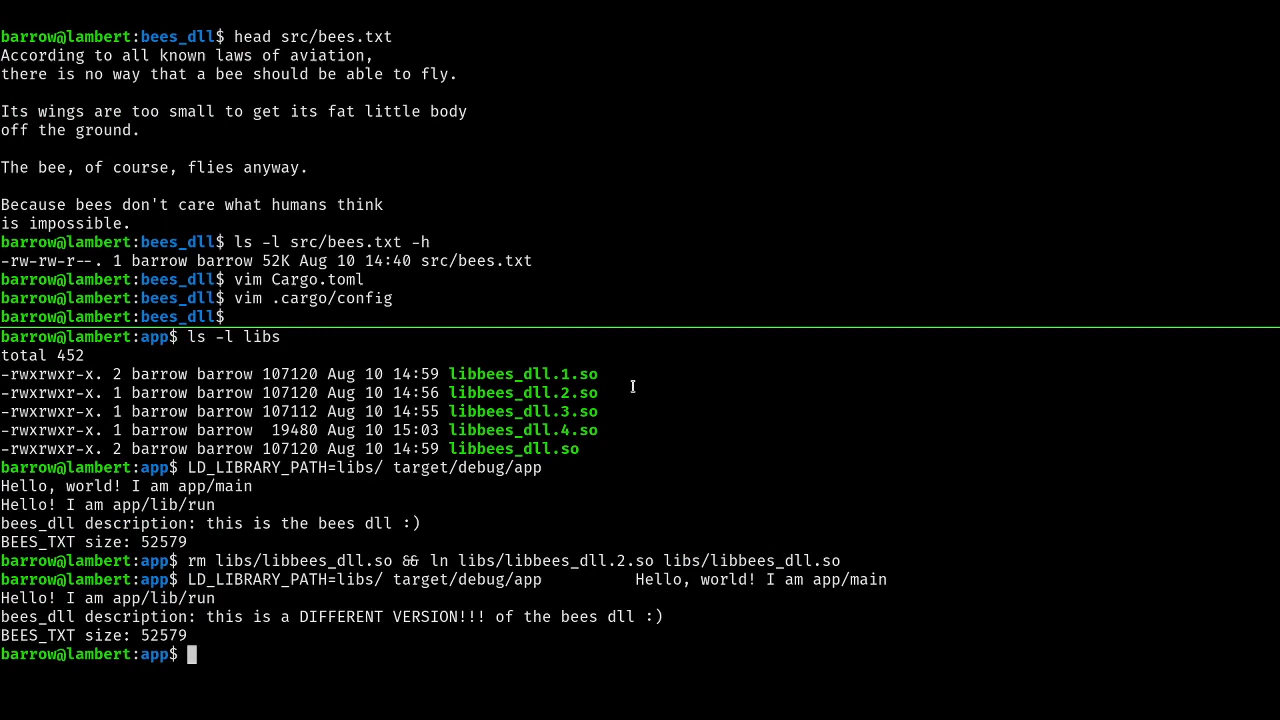 barrow@lambert:bees_dll$ head src/bees.txt
According to all known laws of aviation,
there is no way that a bee should be able to fly.
Its wings are too small to get its fat little body
off the ground.
The bee, of course, flies anyway.
Because bees don't care what humans think
is impossible.
barrow@lambert:bees_dll$ ls -l src/bees.txt -h
-rw-rw-r--. 1 barrow barrow 52K Aug 10 14:40 src/bees.txt
barrow@lambert:bees_dll$ vim Cargo.toml
barrow@lambert:bees_dll$ vim .cargo/config
barrow@lambert:bees_dll$
barrow@lambert:app$ ls -l libs
total 452
-rwxrwxr-x. 2 barrow barrow 107120 Aug 10 14:59 libbees_dll.1.so
-rwxrwxr-x. 1 barrow barrow 107120 Aug 10 14:56 libbees_dll.2.so
-rwxrwxr-x. 1 barrow barrow 107112 Aug 10 14:55 libbees_dll.3.so
-rwxrwxr-x. 1 barrow barrow  19480 Aug 10 15:03 libbees_dll.4.so
-rwxrwxr-x. 2 barrow barrow 107120 Aug 10 14:59 libbees_dll.so
barrow@lambert:app$ LD_LIBRARY_PATH=libs/ target/debug/app
Hello, world! I am app/main
Hello! I am app/lib/run
bees_dll description: this is the bees dll :)
BEES_TXT size: 52579
barrow@lambert:app$ rm libs/libbees_dll.so && ln libs/libbees_dll.2.so libs/libbees_dll.so
barrow@lambert:app$ LD_LIBRARY_PATH=libs/ target/debug/app          Hello, world! I am app/main
Hello! I am app/lib/run
bees_dll description: this is a DIFFERENT VERSION!!! of the bees dll :)
BEES_TXT size: 52579
barrow@lambert:app$